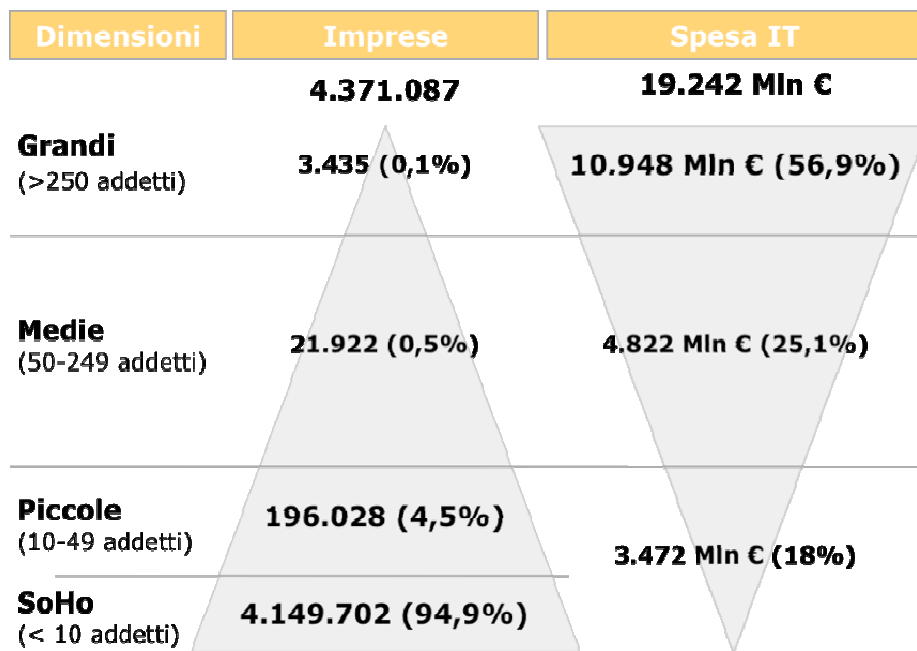 Dimensioni Imprese Spesa IT
4.371.087 19.242 Mln €
Grandi
(>250 addetti)
3.435 (0,1%) 10.948 Mln € (56,9%)
Medie
(50-249 addetti)
21.922 (0,5%) 4.822 Mln € (25,1%)
Piccole
(10-49 addetti)
196.028 (4,5%)
3.472 Mln € (18%)
SoHo
(< 10 addetti)
4.149.702 (94,9%)